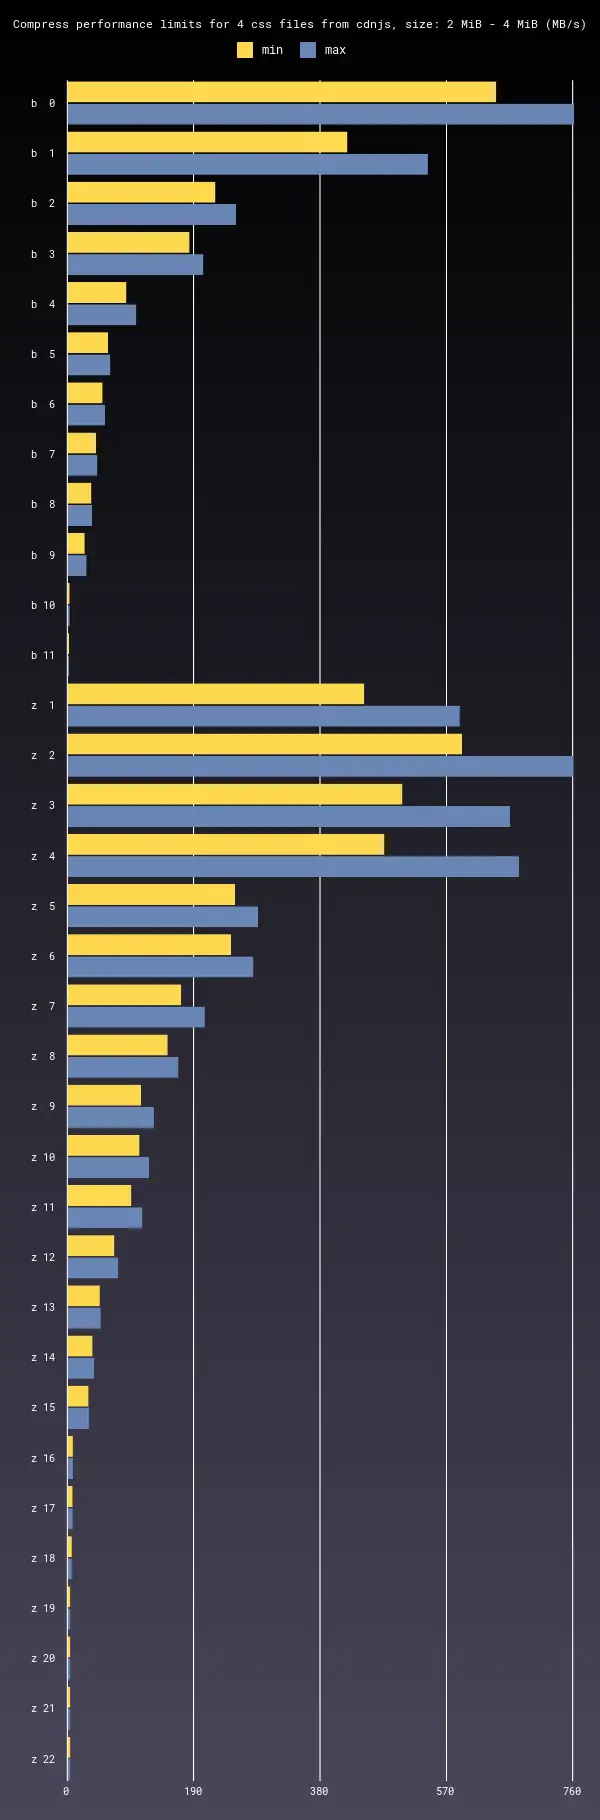 Compress performance limits for 4 css files from cdnjs, size: 2 MiB - 4 MiB (MB/s)
min max
b 0
b 1
b 2
b 3
b 4
b 5
b 6
b 7
b 8
b 9
b 10
b 11
z 1
z 2
z 3
z 4
z 5
z 6
z 7
z 8
z 9
z 10
z 11
z 12
z 13
z 14
z 15
z 16
z 17
z 18
z 19
z 20
z 21
z 22
0 190 380 570 760